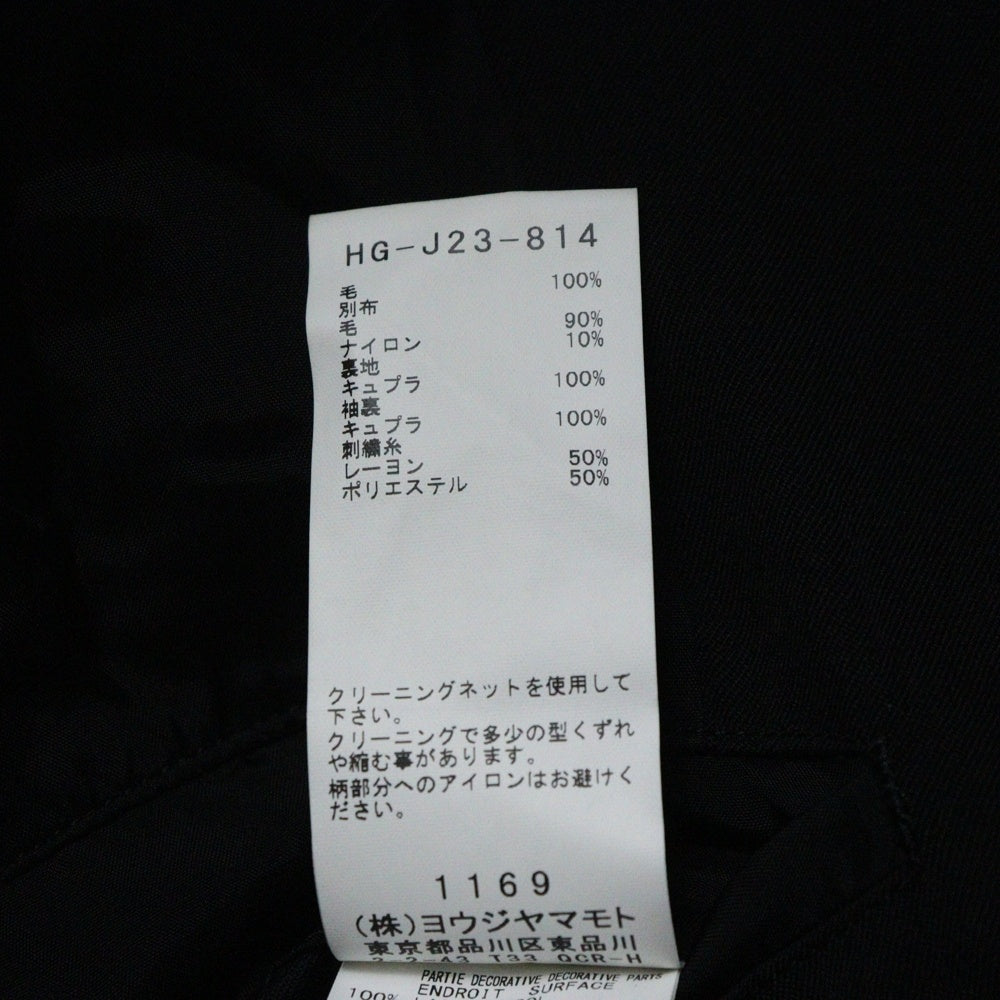 HG-J23-814
毛 100%
別布
毛 90%
ナイロン 10%
裏地
キュプラ 100%
袖裏
キュプラ 100%
刺繍糸
レーヨン 50%
ポリエステル 50%
クリーニングネットを使用して
下さい。
クリーニングで多少の型くずれ
や縮む事があります。
柄部分へのアイロンはお避けく
ださい。
1169
(株)ヨウジヤマモト
東京都品川区東品川
2-2-43 T33 QCR-H
PARTIE DECORATIVE DECORATIVE PARTS
ENDROIT SURFACE
100%